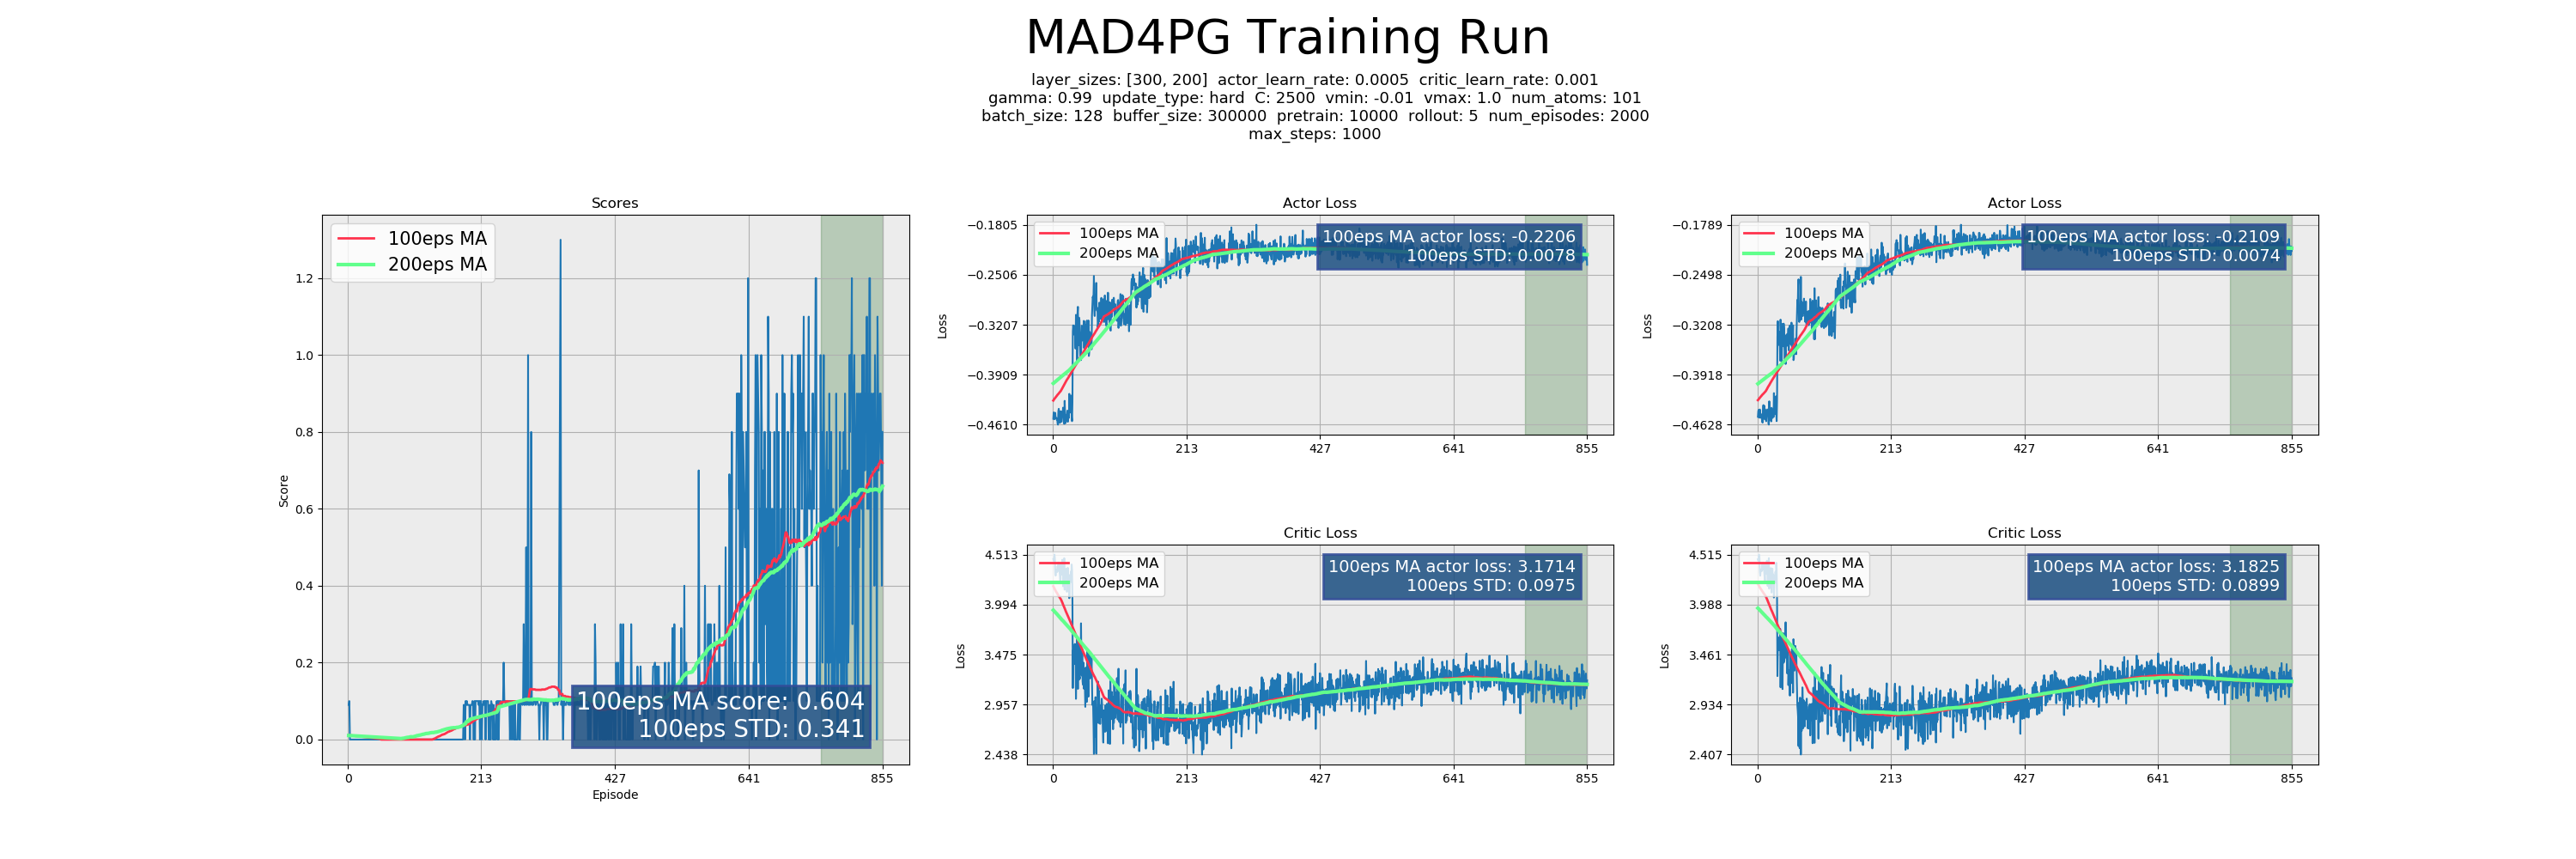 MAD4PG Training Run
layer_sizes: [300, 200]  actor_learn_rate: 0.0005  critic_learn_rate: 0.001
gamma: 0.99  update_type: hard  C: 2500  vmin: -0.01  vmax: 1.0  num_atoms: 101
batch_size: 128  buffer_size: 300000  pretrain: 10000  rollout: 5  num_episodes: 2000
max_steps: 1000
Scores
100eps MA
200eps MA
1.2
1.0
0.8
0.6
0.4
0.2
0.0
Score
100eps MA score: 0.604
100eps STD: 0.341
0 213 427 641 855
Episode
Actor Loss
100eps MA
200eps MA
100eps MA actor loss: -0.2206
100eps STD: 0.0078
−0.1805
−0.2506
−0.3207
−0.3909
−0.4610
Loss
0 213 427 641 855
Actor Loss
100eps MA
200eps MA
100eps MA actor loss: -0.2109
100eps STD: 0.0074
−0.1789
−0.2498
−0.3208
−0.3918
−0.4628
Loss
0 213 427 641 855
Critic Loss
100eps MA
200eps MA
100eps MA actor loss: 3.1714
100eps STD: 0.0975
4.513
3.994
3.475
2.957
2.438
Loss
0 213 427 641 855
Critic Loss
100eps MA
200eps MA
100eps MA actor loss: 3.1825
100eps STD: 0.0899
4.515
3.988
3.461
2.934
2.407
Loss
0 213 427 641 855